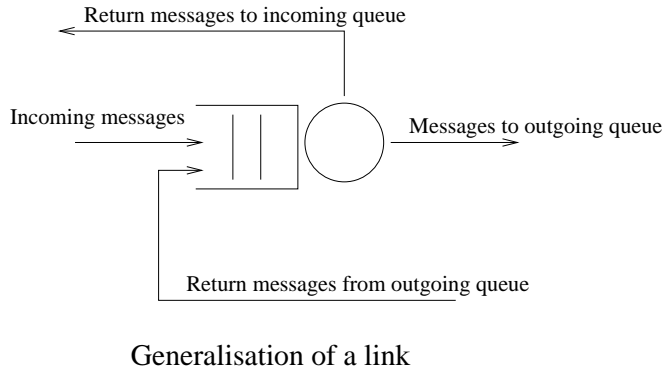 Return messages to incoming queue
Incoming messages
Messages to outgoing queue
Return messages from outgoing queue
Generalisation of a link